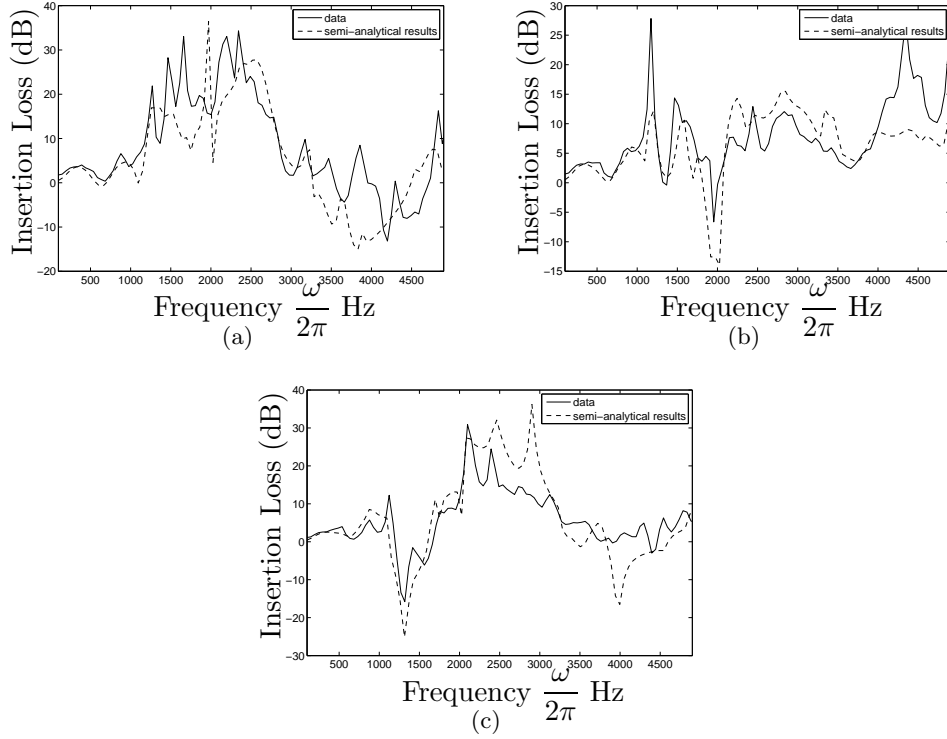 data
semi-analytical results
Insertion Loss (dB)
40
30
20
10
0
−10
−20
500 1000 1500 2000 2500 3000 3500 4000 4500
Frequency ω/2π Hz
(a)
data
semi-analytical results
Insertion Loss (dB)
30
25
20
15
10
5
0
−5
−10
−15
500 1000 1500 2000 2500 3000 3500 4000 4500
Frequency ω/2π Hz
(b)
data
semi-analytical results
Insertion Loss (dB)
40
30
20
10
0
−10
−20
−30
500 1000 1500 2000 2500 3000 3500 4000 4500
Frequency ω/2π Hz
(c)